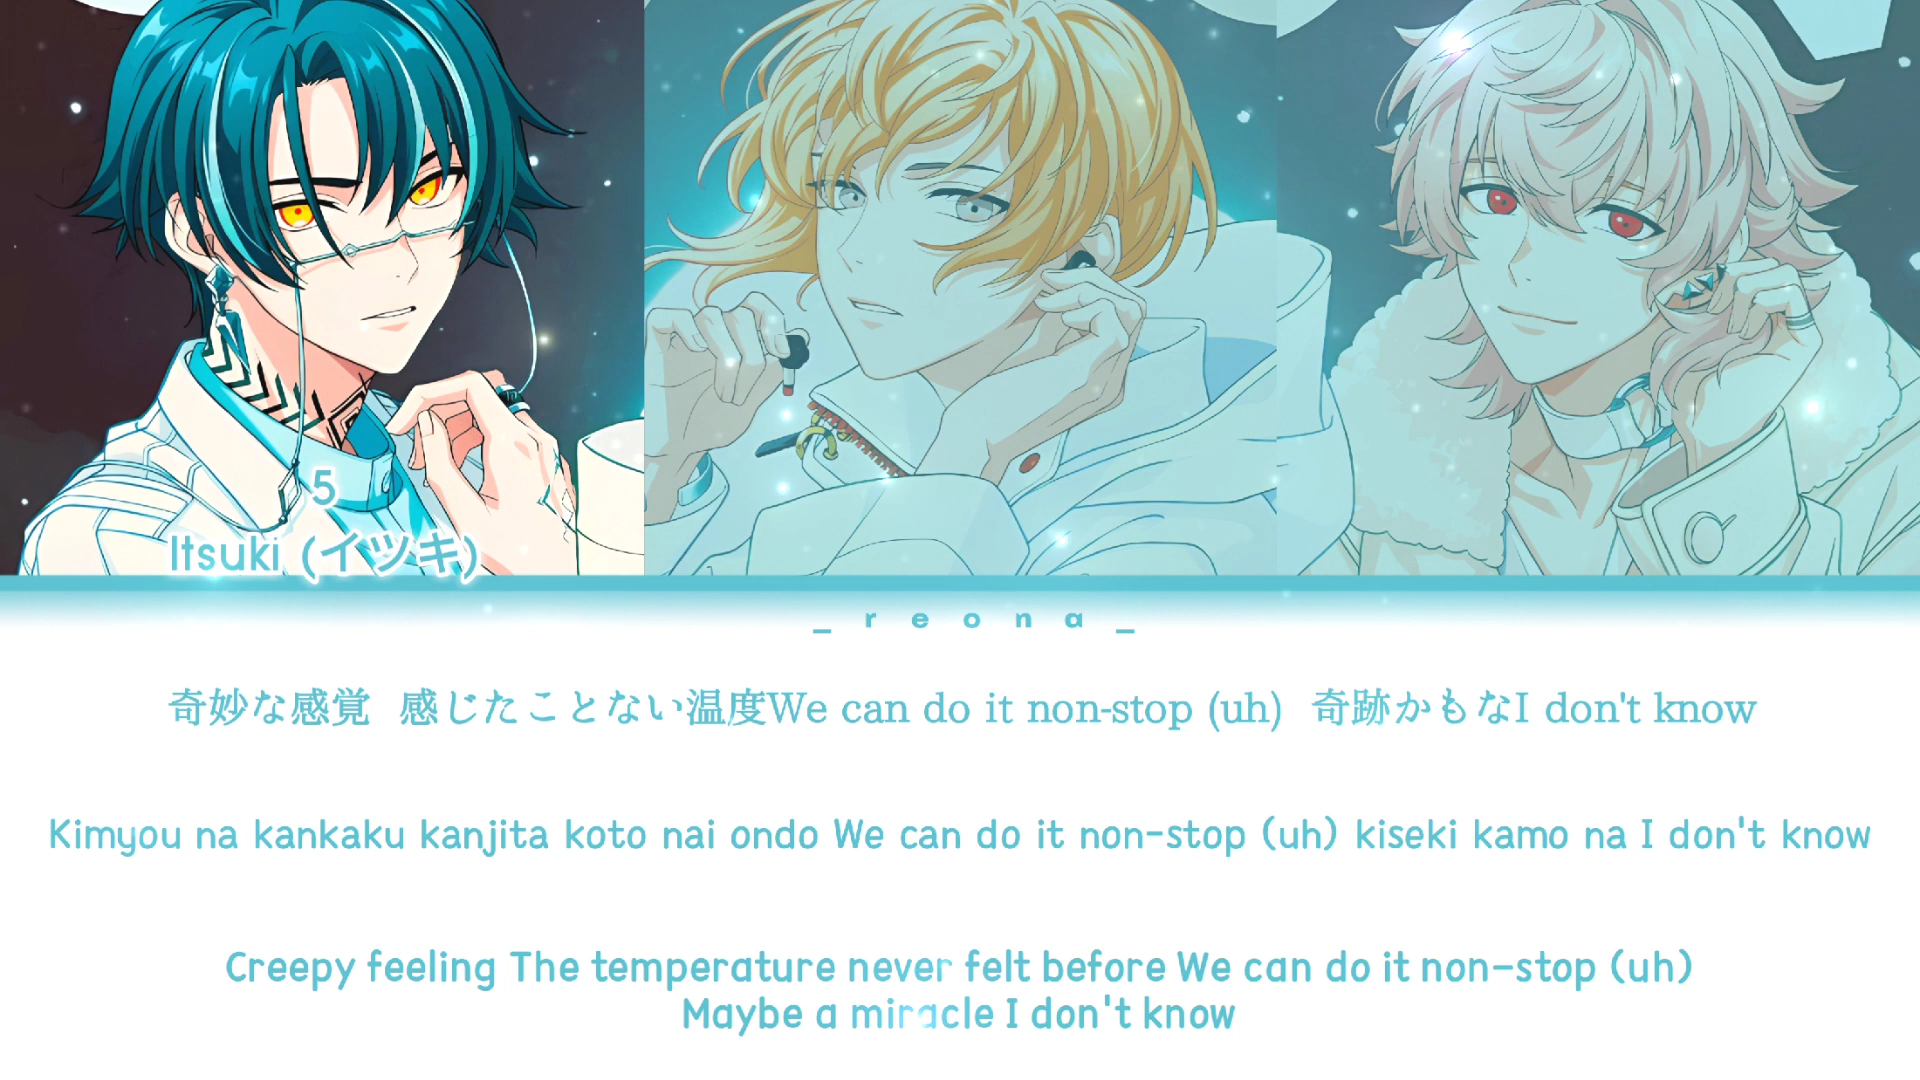 5
Itsuki (イツキ)
_ r e o n a _
奇妙な感覚 感じたことない温度We can do it non-stop (uh) 奇跡かもなI don't know
Kimyou na kankaku kanjita koto nai ondo We can do it non-stop (uh) kiseki kamo na I don't know
Creepy feeling The temperature never felt before We can do it non-stop (uh)
Maybe a miracle I don't know